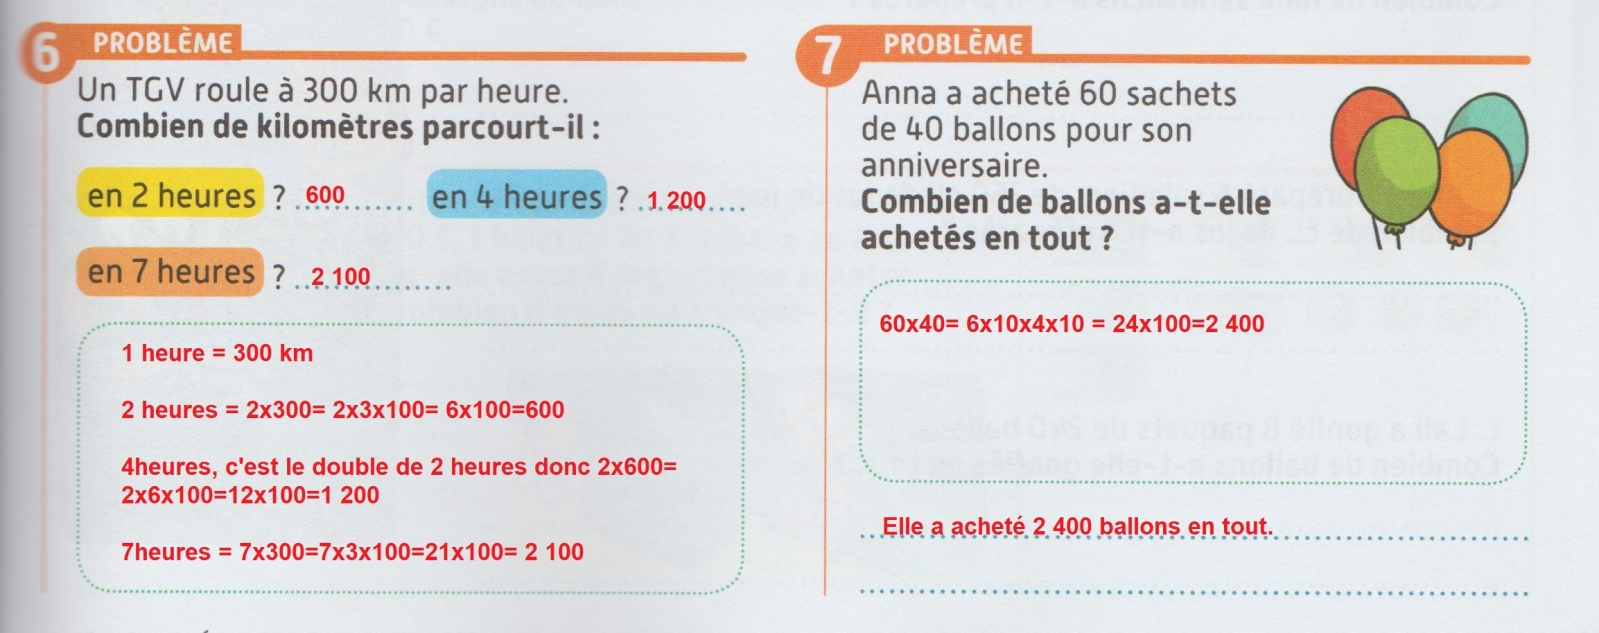 6 PROBLÈME
Un TGV roule à 300 km par heure.
Combien de kilomètres parcourt-il :
en 2 heures ? 600 en 4 heures ? 1 200
en 7 heures ? 2 100
1 heure = 300 km
2 heures = 2x300= 2x3x100= 6x100=600
4heures, c'est le double de 2 heures donc 2x600=
2x6x100=12x100=1 200
7heures = 7x300=7x3x100=21x100= 2 100
7 PROBLÈME
Anna a acheté 60 sachets
de 40 ballons pour son
anniversaire.
Combien de ballons a-t-elle
achetés en tout ?
60x40= 6x10x4x10 = 24x100=2 400
Elle a acheté 2 400 ballons en tout.